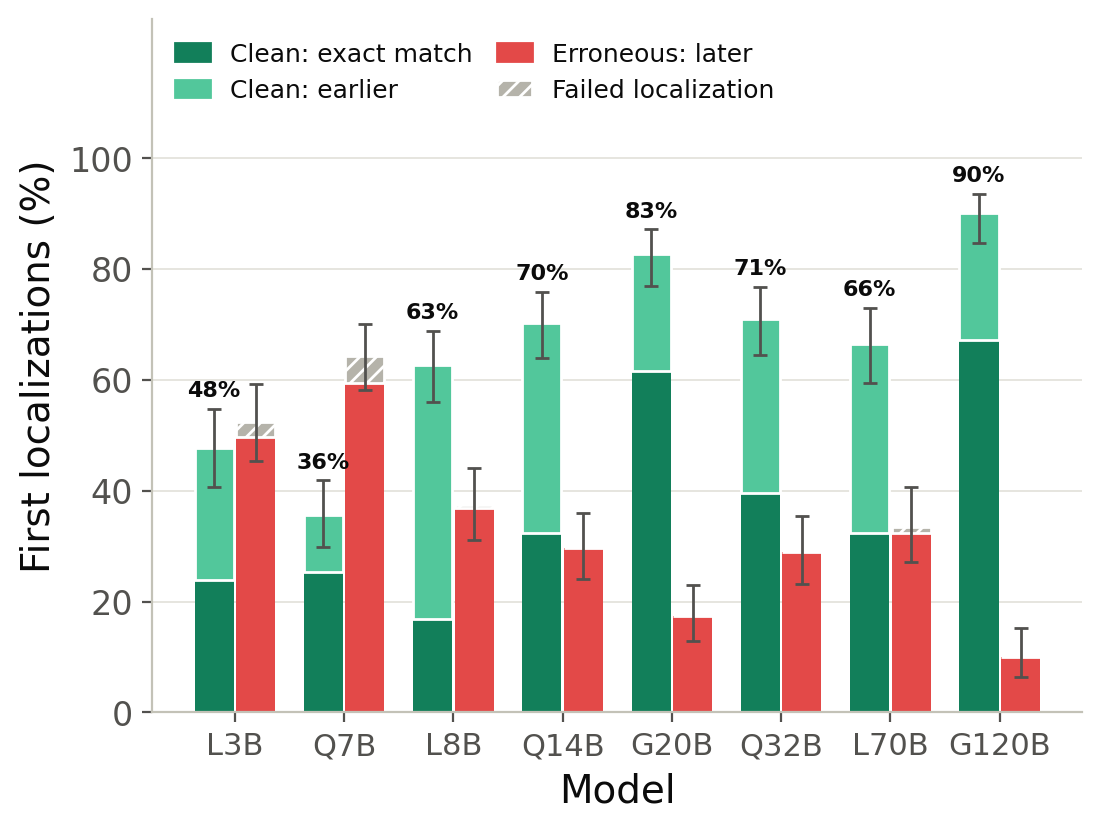 Clean: exact match Erroneous: later
Clean: earlier Failed localization
First localizations (%)
100
80
60
40
20
0
48%
36%
63%
70%
83%
71%
66%
90%
L3B Q7B L8B Q14B G20B Q32B L70B G120B
Model